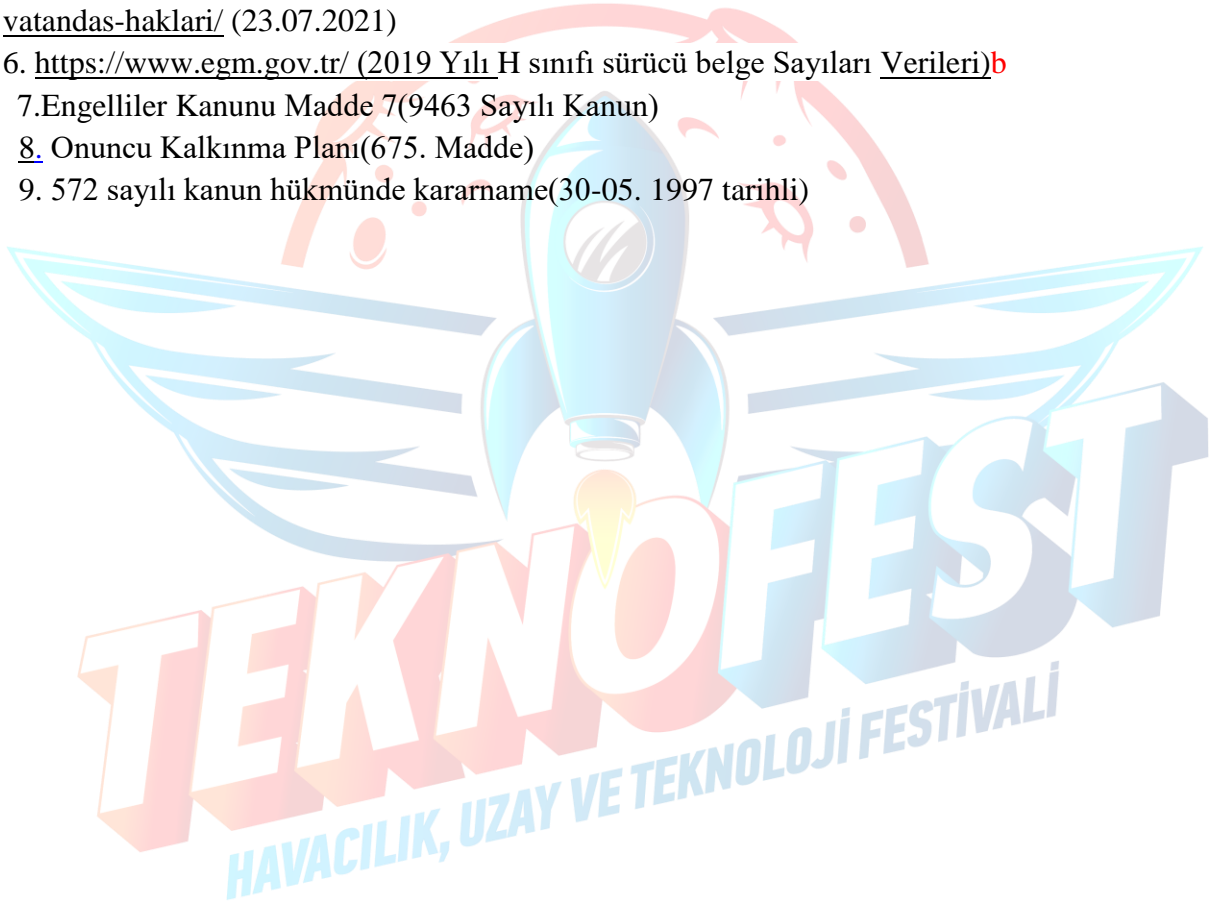 vatandas-haklari/ (23.07.2021)
6. https://www.egm.gov.tr/ (2019 Yılı H sınıfı sürücü belge Sayıları Verileri)b
7.Engelliler Kanunu Madde 7(9463 Sayılı Kanun)
8. Onuncu Kalkınma Planı(675. Madde)
9. 572 sayılı kanun hükmünde kararname(30-05. 1997 tarihli)
TEKNOFEST
HAVACILIK, UZAY VE TEKNOLOJİ FESTİVALİ